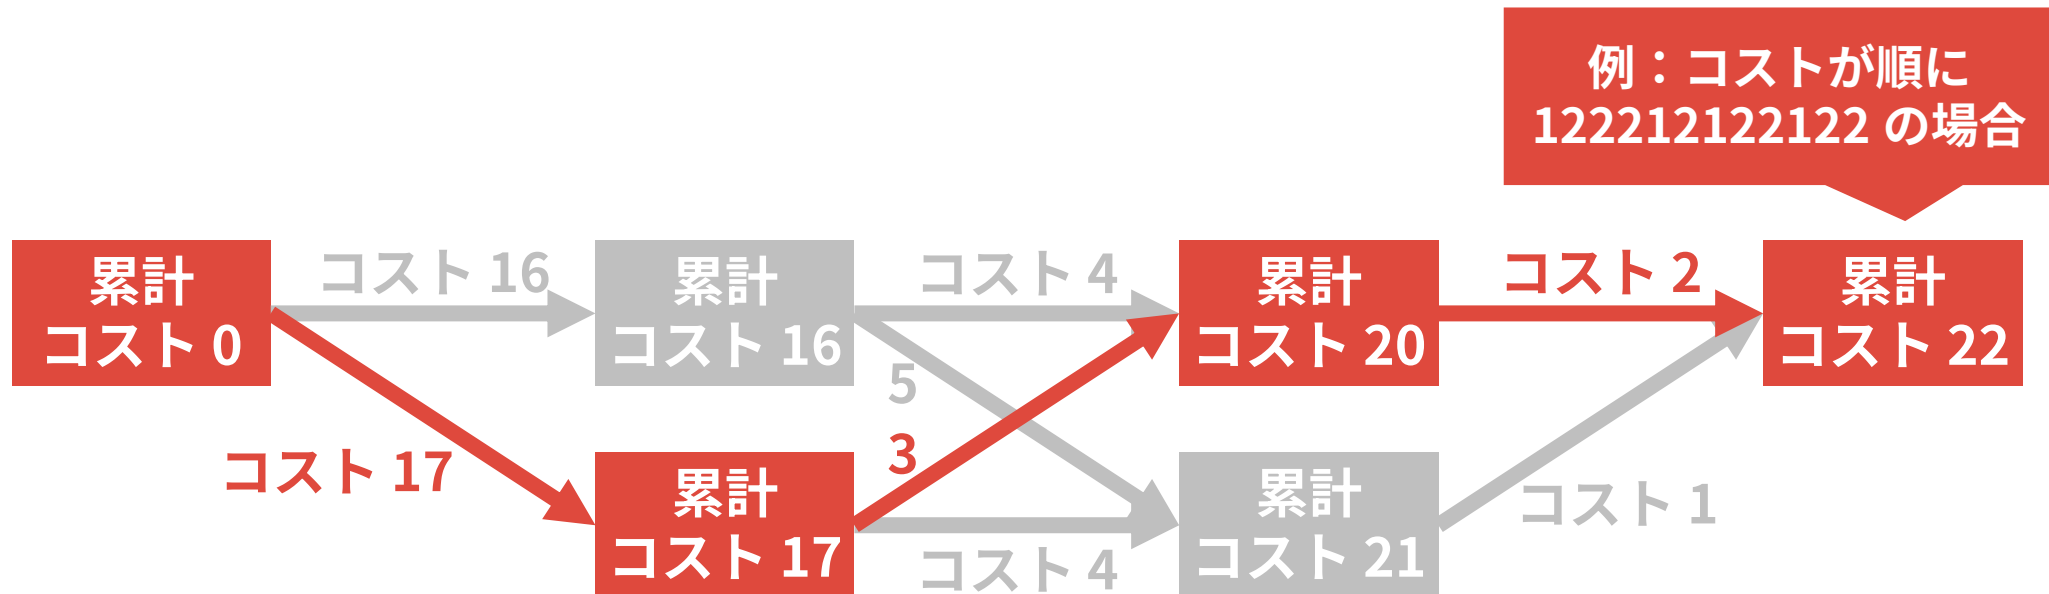 例：コストが順に
122212122122 の場合
累計
コスト 0
コスト 16
累計
コスト 16
コスト 4
累計
コスト 20
コスト 2
累計
コスト 22
コスト 17
累計
コスト 17
5
3
コスト 4
累計
コスト 21
コスト 1